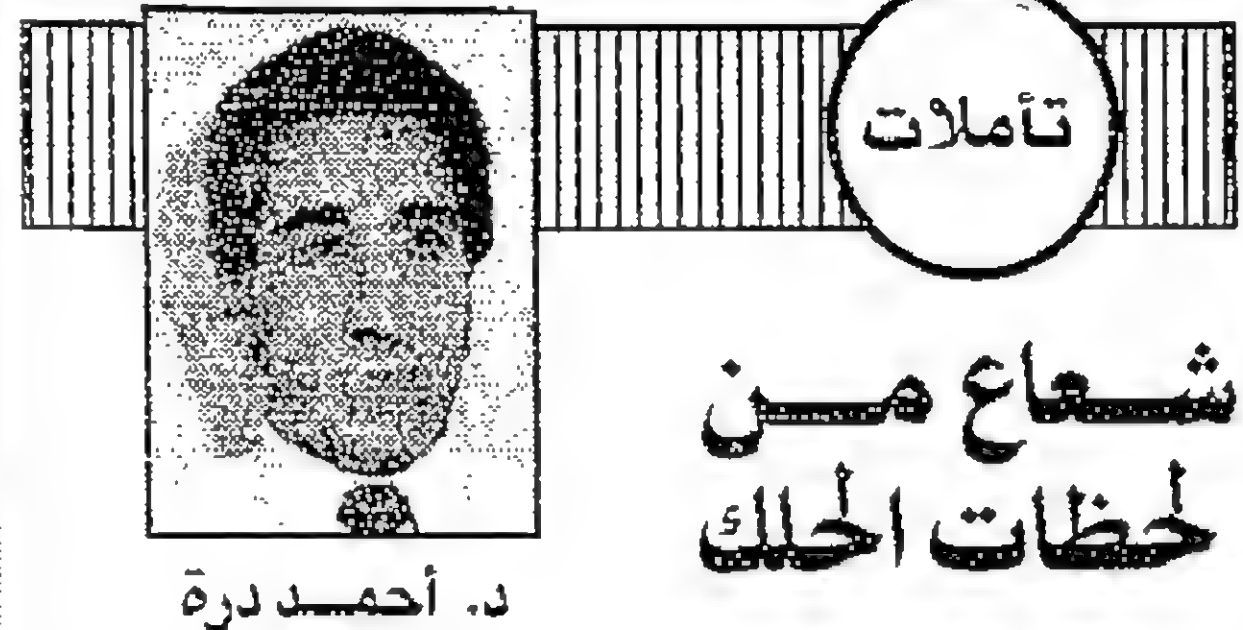 تأملات
شعاع من
لحظات الحلك
د. أحمد درة